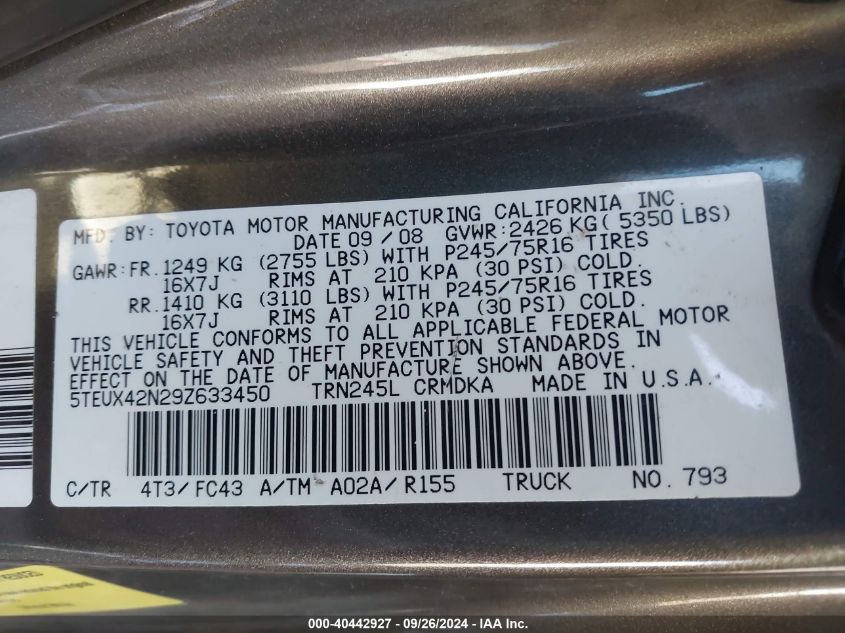 MFD. BY: TOYOTA MOTOR MANUFACTURING CALIFORNIA INC.
DATE 09/08 GVWR:2426 KG( 5350 LBS)
GAWR:FR.1249 KG (2755 LBS) WITH P245/75R16 TIRES
16X7J RIMS AT 210 KPA (30 PSI) COLD.
RR.1410 KG (3110 LBS) WITH P245/75R16 TIRES
16X7J RIMS AT 210 KPA (30 PSI) COLD.
THIS VEHICLE CONFORMS TO ALL APPLICABLE FEDERAL MOTOR
VEHICLE SAFETY AND THEFT PREVENTION STANDARDS IN
EFFECT ON THE DATE OF MANUFACTURE SHOWN ABOVE.
5TEUX42N29Z633450 TRN245L CRMDKA MADE IN U.S.A.
C/TR 4T3/FC43 A/TM A02A/R155 TRUCK NO. 793
000-40442927 - 09/26/2024 - IAA Inc.